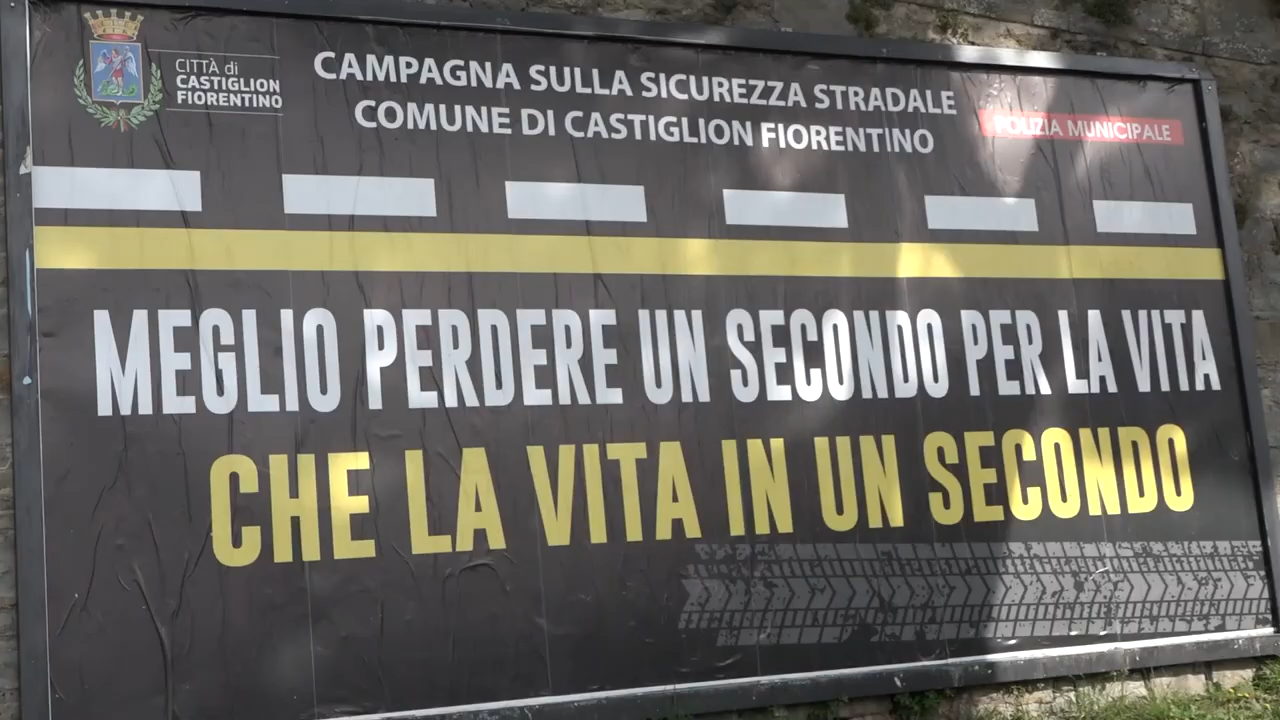 CITTÀ di
CASTIGLION
FIORENTINO
CAMPAGNA SULLA SICUREZZA STRADALE
COMUNE DI CASTIGLION FIORENTINO
POLIZIA MUNICIPALE
MEGLIO PERDERE UN SECONDO PER LA VITA
CHE LA VITA IN UN SECONDO